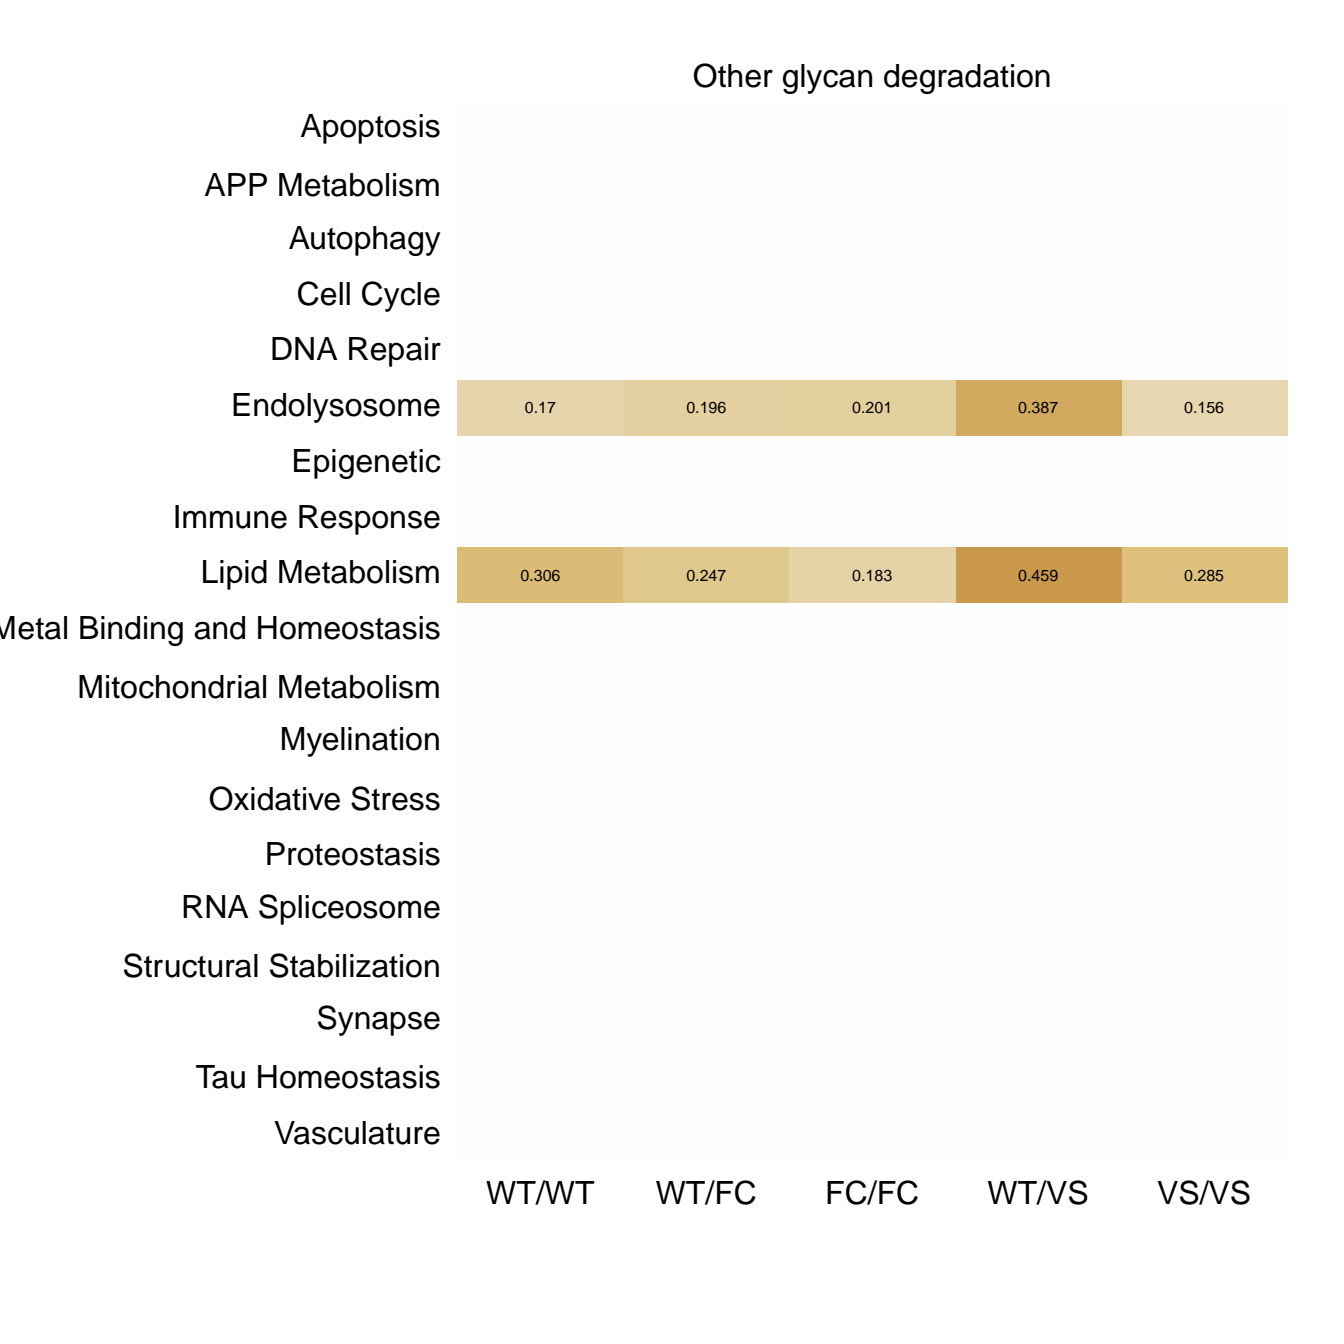 Other glycan degradation
Apoptosis
APP Metabolism
Autophagy
Cell Cycle
DNA Repair
Endolysosome 0.17 0.196 0.201 0.387 0.156
Epigenetic
Immune Response
Lipid Metabolism 0.306 0.247 0.183 0.459 0.285
Metal Binding and Homeostasis
Mitochondrial Metabolism
Myelination
Oxidative Stress
Proteostasis
RNA Spliceosome
Structural Stabilization
Synapse
Tau Homeostasis
Vasculature
WT/WT WT/FC FC/FC WT/VS VS/VS